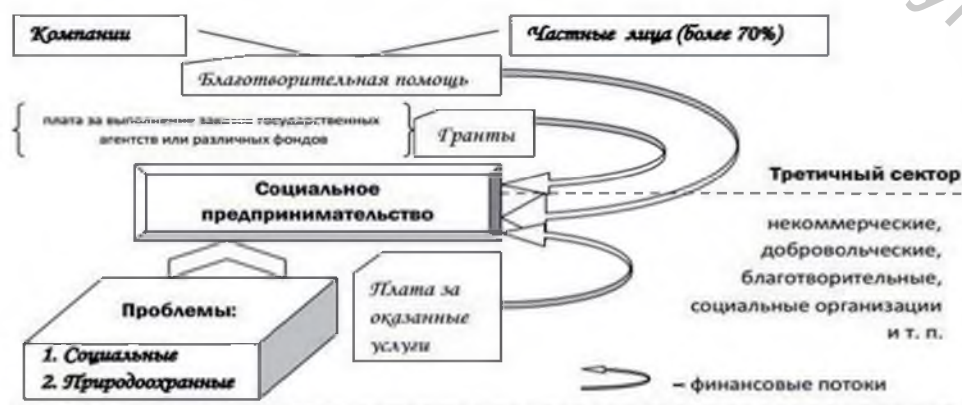 Компании
Частные лица (более 70%)
Благотворительная помощь
плата за выполнение заказов государственных
агентств или различных фондов
Гранты
Социальное
предпринимательство
Третичный сектор
некоммерческие,
добровольческие,
благотворительные,
социальные организации
и т. п.
Проблемы:
1. Социальные
2. Природоохранные
Плата за
оказанные
услуги
– финансовые потоки